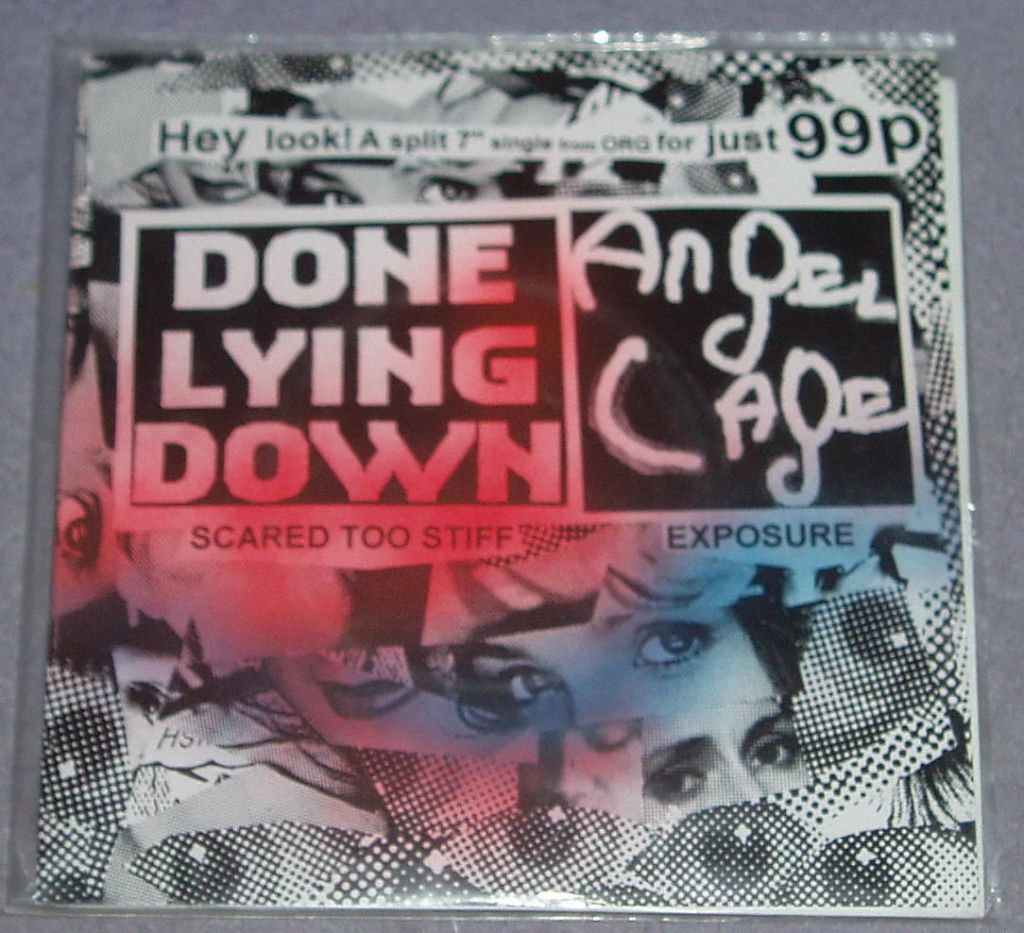 Hey look! A split 7" single from ORG for just 99p
DONE
LYING
DOWN
Angel
Cage
SCARED TOO STIFF
EXPOSURE